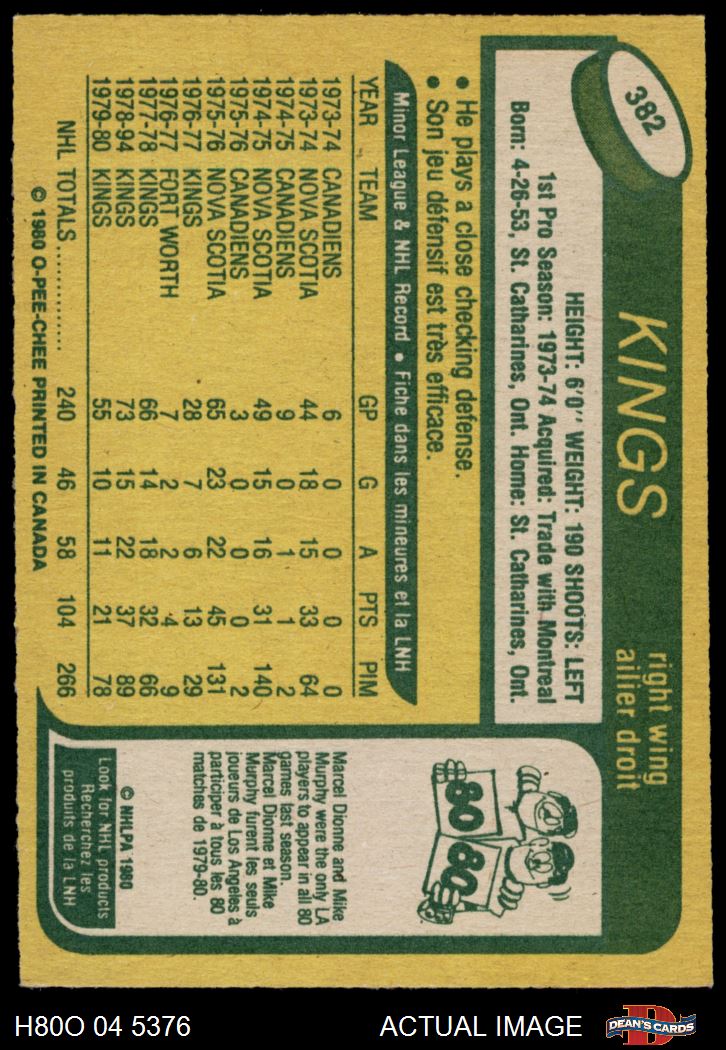 382
KINGS
right wing
ailier droit
HEIGHT: 6'0'' WEIGHT: 190 SHOOTS: LEFT
1st Pro Season: 1973-74 Acquired: Trade with Montreal
Born: 4-26-53, St. Catharines, Ont. Home: St. Catharines, Ont.
• He plays a close checking defense.
• Son jeu défensif est très efficace.
Minor League & NHL Record • Fiche dans les mineures et la LNH
YEAR TEAM GP G A PTS PIM
1973-74 CANADIENS 6 0 0 0 0
1973-74 NOVA SCOTIA 44 18 15 33 64
1974-75 CANADIENS 9 0 1 1 2
1974-75 NOVA SCOTIA 49 15 16 31 140
1975-76 CANADIENS 3 0 0 0 2
1975-76 NOVA SCOTIA 65 23 22 45 131
1976-77 KINGS 28 7 6 13 29
1976-77 FORT WORTH 7 2 2 4 9
1977-78 KINGS 66 14 18 32 66
1978-94 KINGS 73 15 22 37 89
1979-80 KINGS 55 10 11 21 78
NHL TOTALS ............. 240 46 58 104 266
© 1980 O-PEE-CHEE PRINTED IN CANADA
80 80
Marcel Dionne and Mike
Murphy were the only LA
players to appear in all 80
games last season.
Marcel Dionne et Mike
Murphy furent les seuls
joueurs de Los Angeles à
participer à tous les 80
matches de 1979-80.
© NHLPA 1980
Look for NHL products
Recherchez les
produits de la LNH
H80O 04 5376
ACTUAL IMAGE
D
DEAN'S CARDS